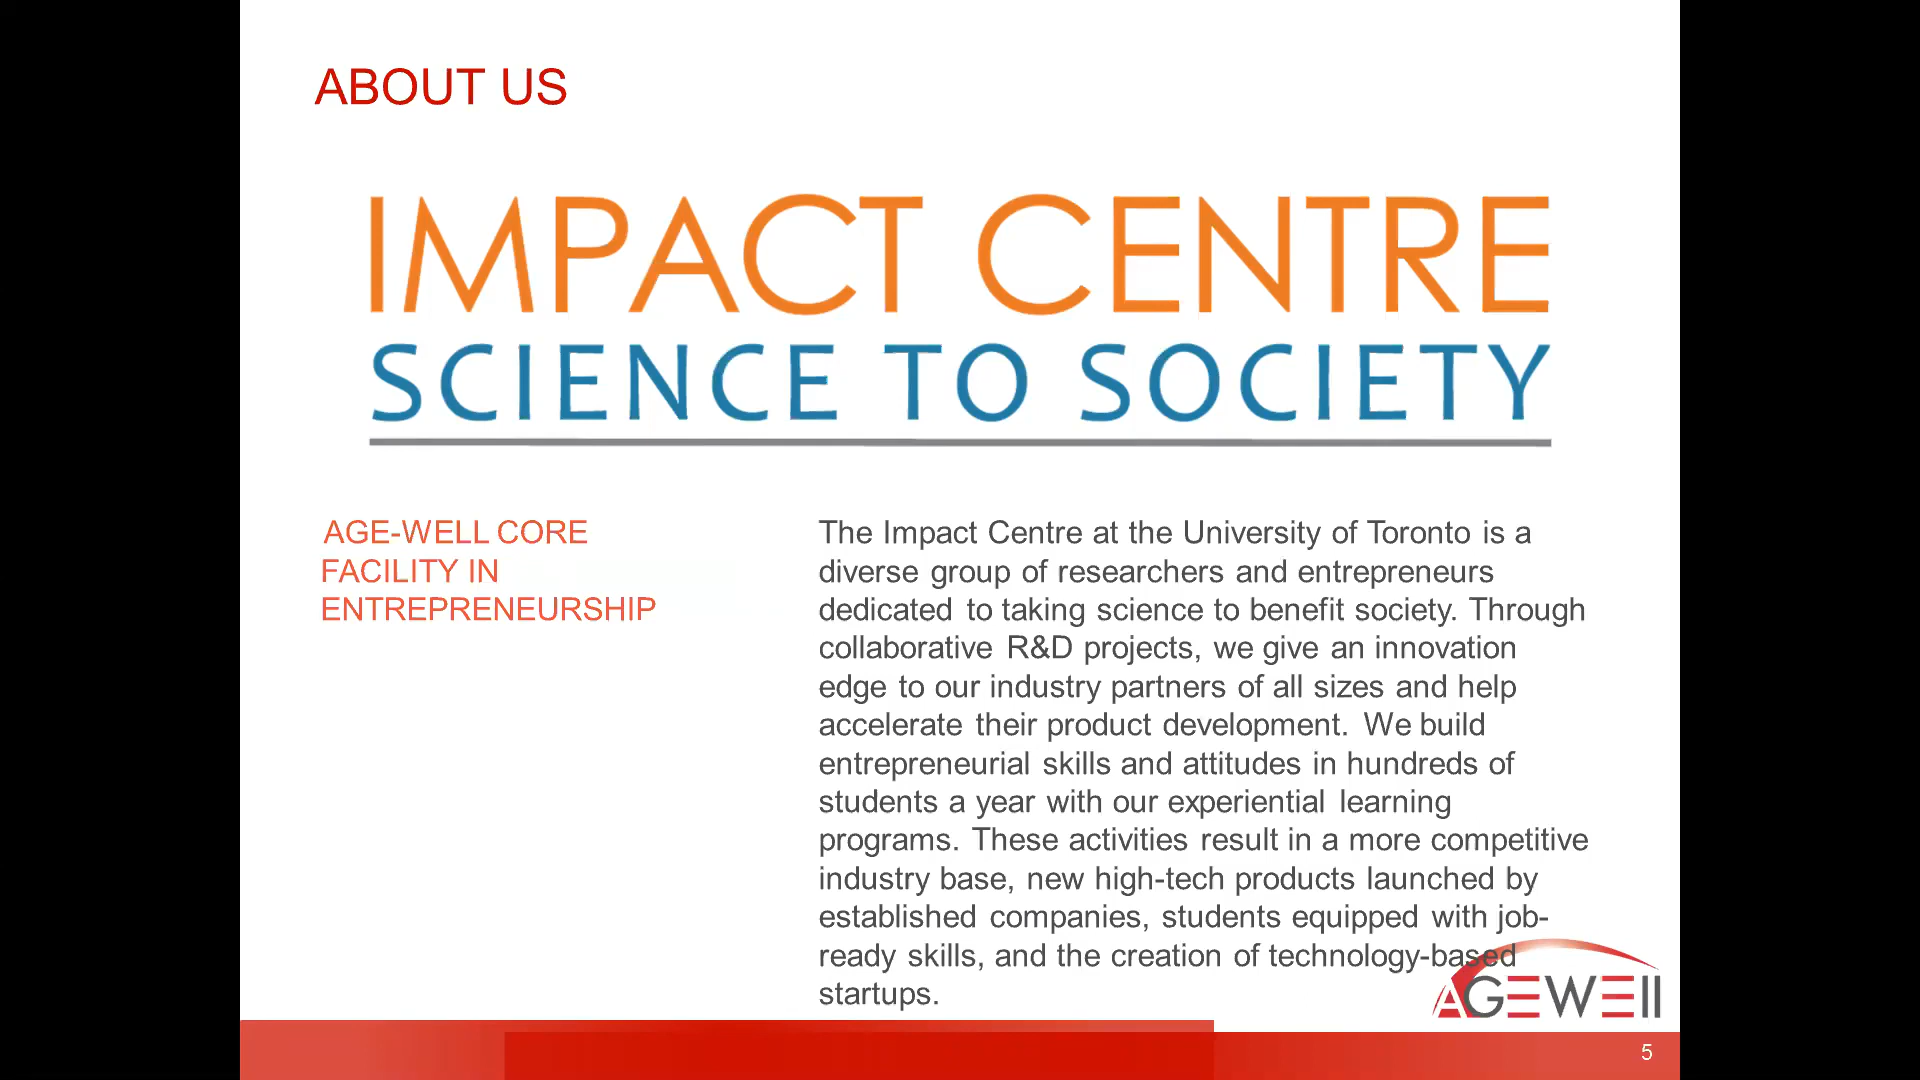 ABOUT US
IMPACT CENTRE
SCIENCE TO SOCIETY
AGE-WELL CORE
FACILITY IN
ENTREPRENEURSHIP
The Impact Centre at the University of Toronto is a
diverse group of researchers and entrepreneurs
dedicated to taking science to benefit society. Through
collaborative R&D projects, we give an innovation
edge to our industry partners of all sizes and help
accelerate their product development. We build
entrepreneurial skills and attitudes in hundreds of
students a year with our experiential learning
programs. These activities result in a more competitive
industry base, new high-tech products launched by
established companies, students equipped with job-
ready skills, and the creation of technology-based
startups.
AGEWEll
5